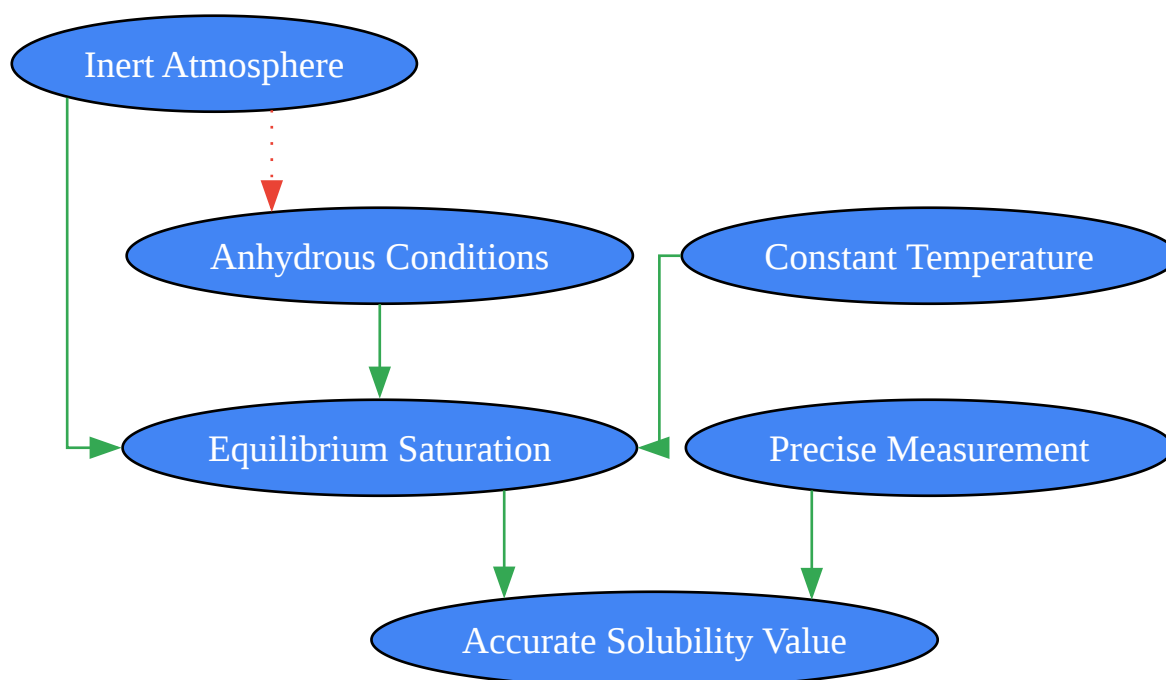 Inert Atmosphere
Anhydrous Conditions
Constant Temperature
Equilibrium Saturation
Precise Measurement
Accurate Solubility Value